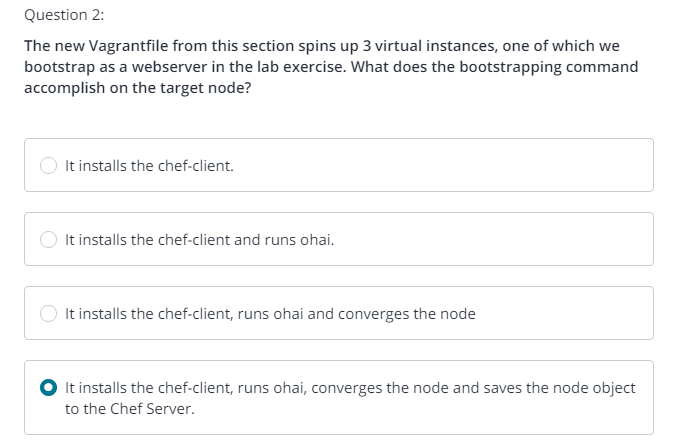 Question 2:
The new Vagrantfile from this section spins up 3 virtual instances, one of which we
bootstrap as a webserver in the lab exercise. What does the bootstrapping command
accomplish on the target node?
It installs the chef-client.
It installs the chef-client and runs ohai.
It installs the chef-client, runs ohai and converges the node
It installs the chef-client, runs ohai, converges the node and saves the node object
to the Chef Server.